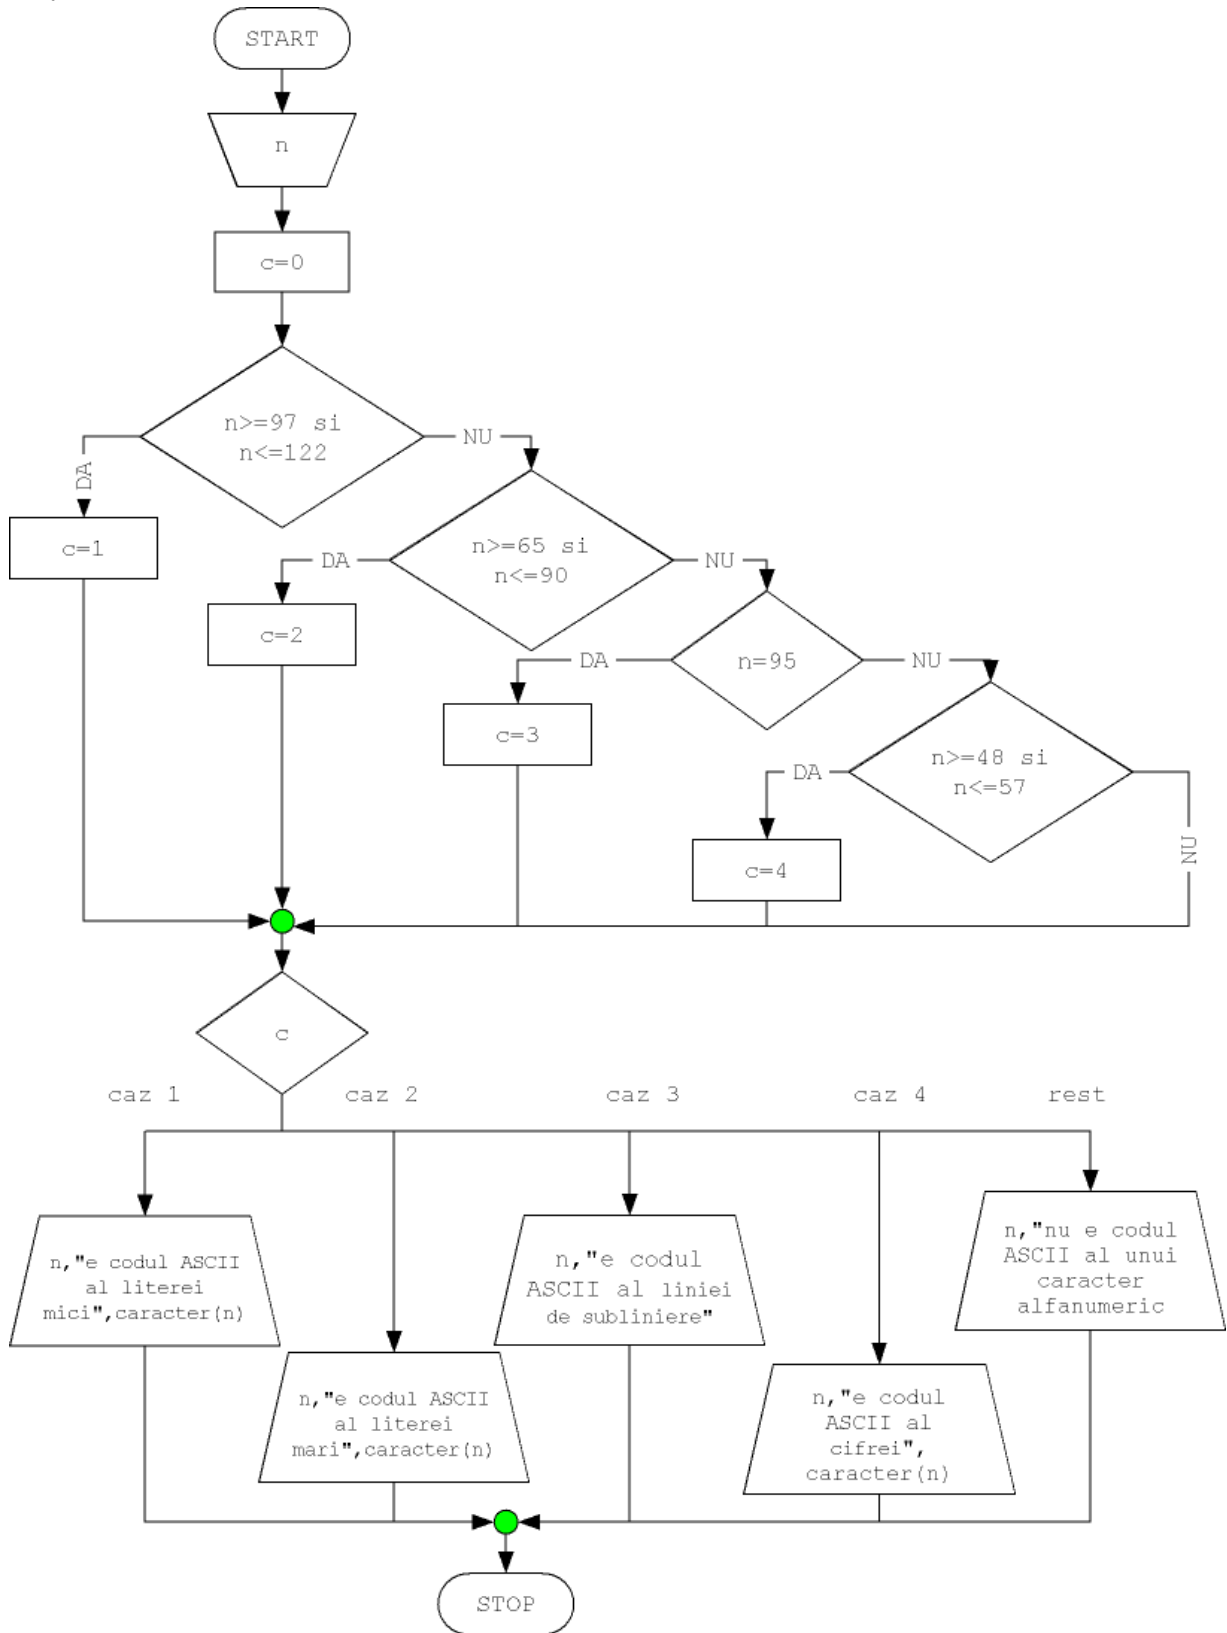 START
n
c=0
n>=97 si
n<=122
DA
NU
c=1
n>=65 si
n<=90
DA
NU
c=2
n=95
DA
NU
c=3
n>=48 si
n<=57
DA
NU
c=4
c
caz 1
caz 2
caz 3
caz 4
rest
n,"e codul ASCII
al literei
mici",caracter(n)
n,"e codul ASCII
al literei
mari",caracter(n)
n,"e codul
ASCII al liniei
de subliniere"
n,"e codul
ASCII al
cifrei",
caracter(n)
n,"nu e codul
ASCII al unui
caracter
alfanumeric
STOP